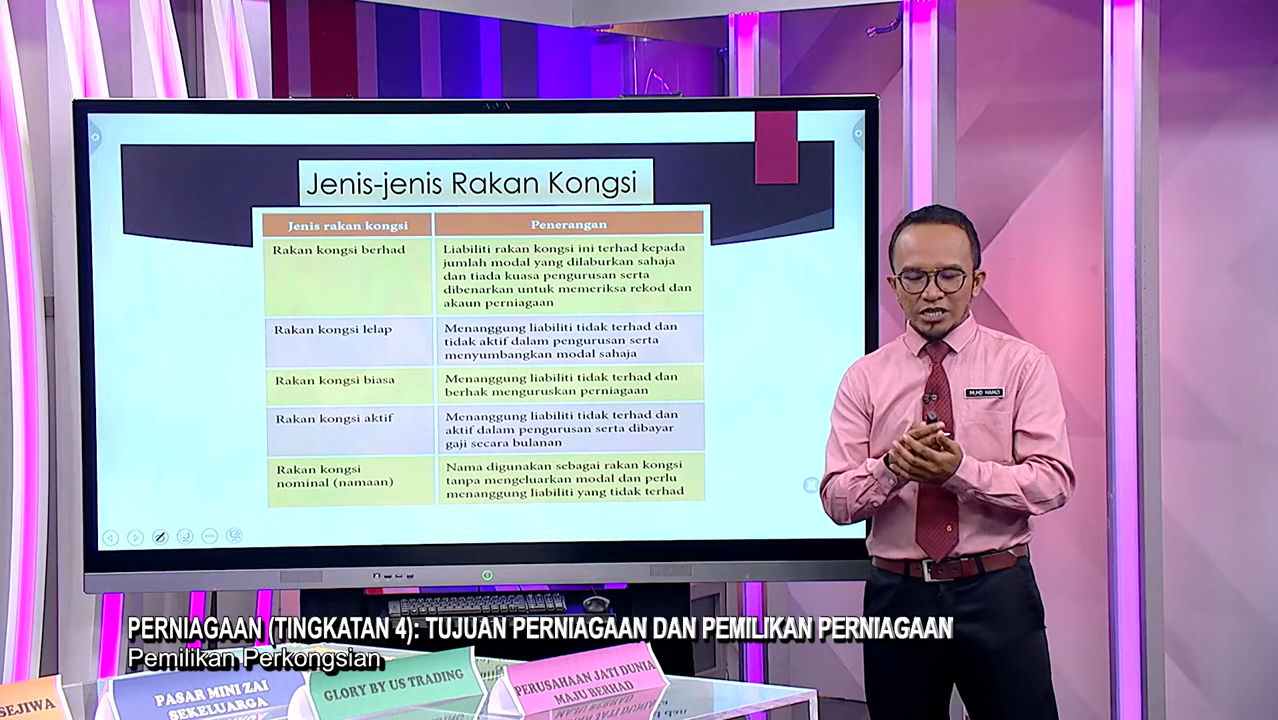 Jenis-jenis Rakan Kongsi
Jenis rakan kongsi
Penerangan
Rakan kongsi berhad
Liabiliti rakan kongsi ini terhad kepada
jumlah modal yang dilaburkan sahaja
dan tiada kuasa pengurusan serta
dibenarkan untuk memeriksa rekod dan
akaun perniagaan
Rakan kongsi lelap
Menanggung liabiliti tidak terhad dan
tidak aktif dalam pengurusan serta
menyumbangkan modal sahaja
Rakan kongsi biasa
Menanggung liabiliti tidak terhad dan
berhak menguruskan perniagaan
Rakan kongsi aktif
Menanggung liabiliti tidak terhad dan
aktif dalam pengurusan serta dibayar
gaji secara bulanan
Rakan kongsi
nominal (namaan)
Nama digunakan sebagai rakan kongsi
tanpa mengeluarkan modal dan perlu
menanggung liabiliti yang tidak terhad
MUHD HAMZI
PERNIAGAAN (TINGKATAN 4): TUJUAN PERNIAGAAN DAN PEMILIKAN PERNIAGAAN
Pemilikan Perkongsian
SEJIWA
PASAR MINI ZAI
SEKELUARGA
GLORY BY US TRADING
PERUSAHAAN JATI DUNIA
MAJU BERHAD